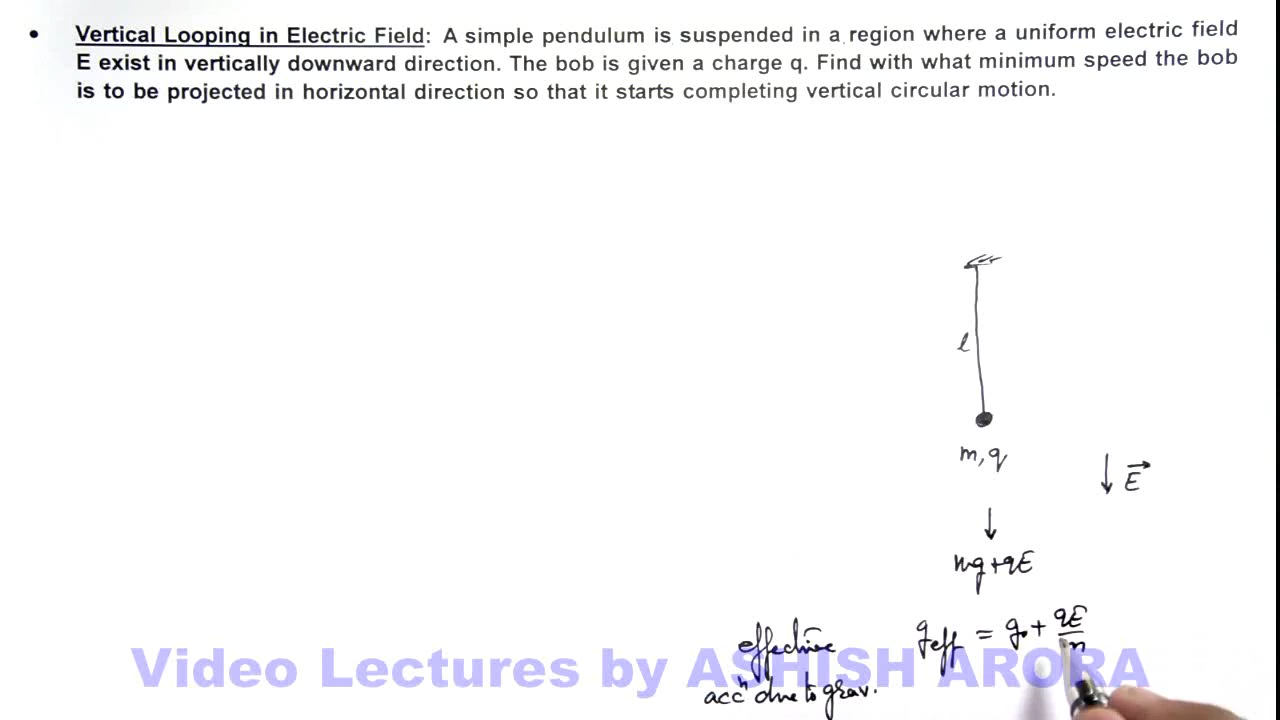 • Vertical Looping in Electric Field: A simple pendulum is suspended in a region where a uniform electric field
E exist in vertically downward direction. The bob is given a charge q. Find with what minimum speed the bob
is to be projected in horizontal direction so that it starts completing vertical circular motion.
l
m, q
↓ E⃗
↓
mg+qE
effective g_eff = g + qE/m
accⁿ due to grav.
Video Lectures by ASHISH ARORA